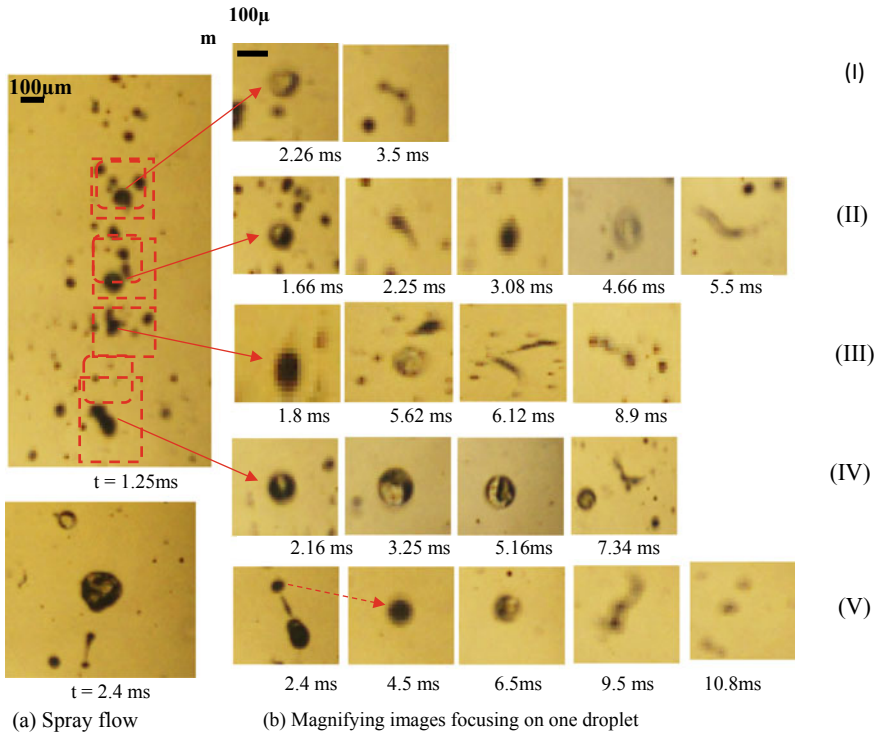 100µ
m
(I)
100µm
2.26 ms
3.5 ms
(II)
1.66 ms
2.25 ms
3.08 ms
4.66 ms
5.5 ms
(III)
1.8 ms
5.62 ms
6.12 ms
8.9 ms
t = 1.25ms
(IV)
2.16 ms
3.25 ms
5.16ms
7.34 ms
(V)
t = 2.4 ms
2.4 ms
4.5 ms
6.5ms
9.5 ms
10.8ms
(a) Spray flow
(b) Magnifying images focusing on one droplet